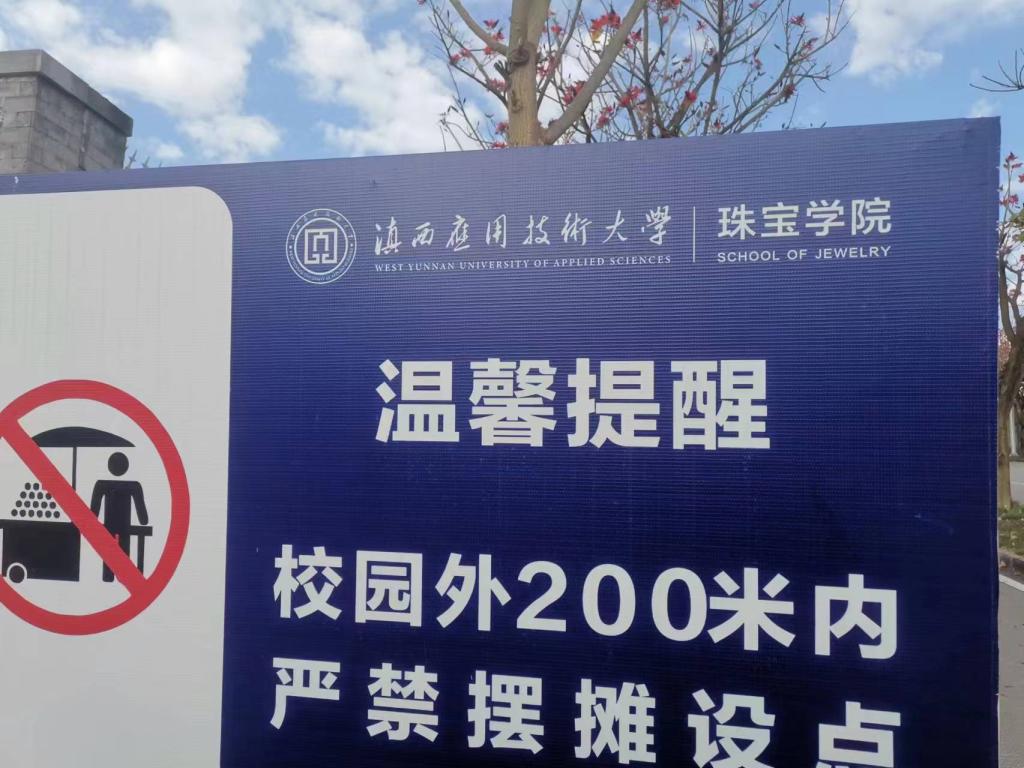 滇西應用技術大學
WEST YUNNAN UNIVERSITY OF APPLIED SCIENCES
珠宝学院
SCHOOL OF JEWELRY
温馨提醒
校园外200米内
严禁摆摊设点